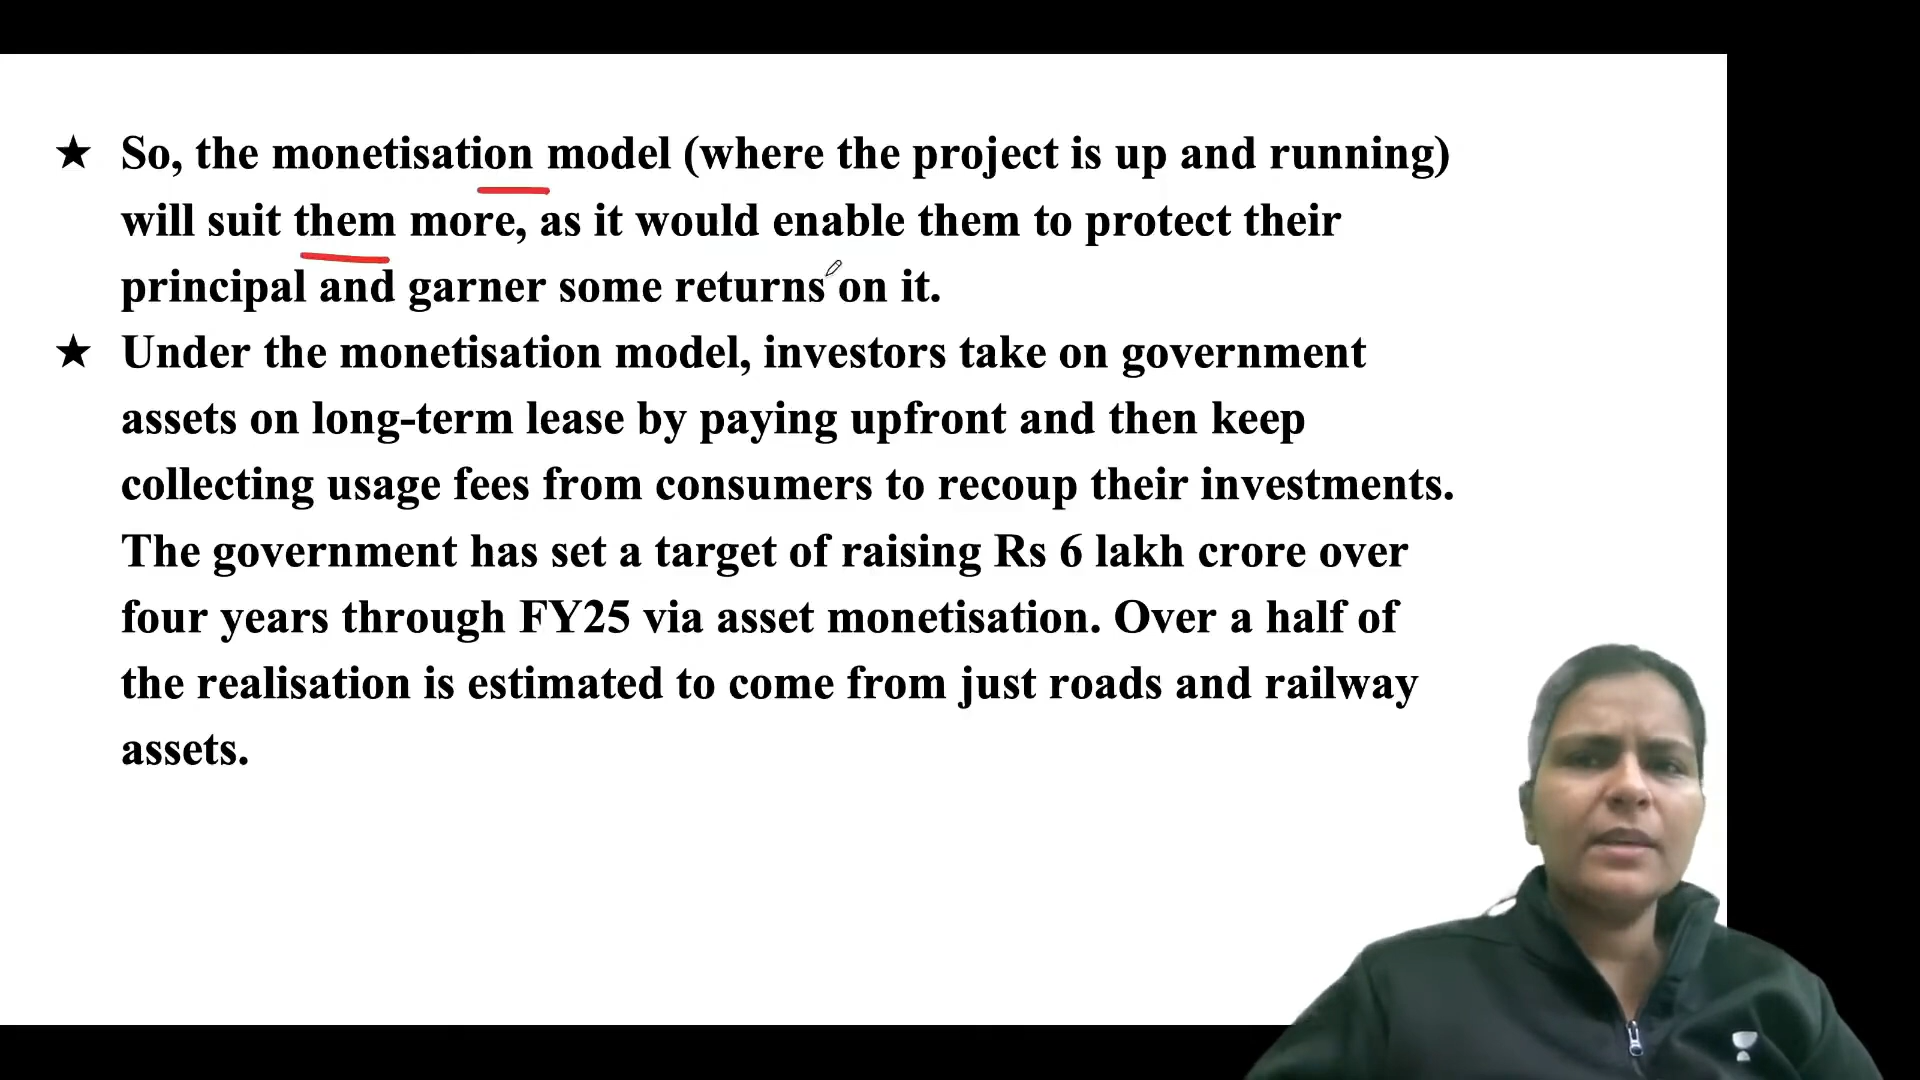 ★ So, the monetisation model (where the project is up and running)
will suit them more, as it would enable them to protect their
principal and garner some returns on it.
★ Under the monetisation model, investors take on government
assets on long-term lease by paying upfront and then keep
collecting usage fees from consumers to recoup their investments.
The government has set a target of raising Rs 6 lakh crore over
four years through FY25 via asset monetisation. Over a half of
the realisation is estimated to come from just roads and railway
assets.